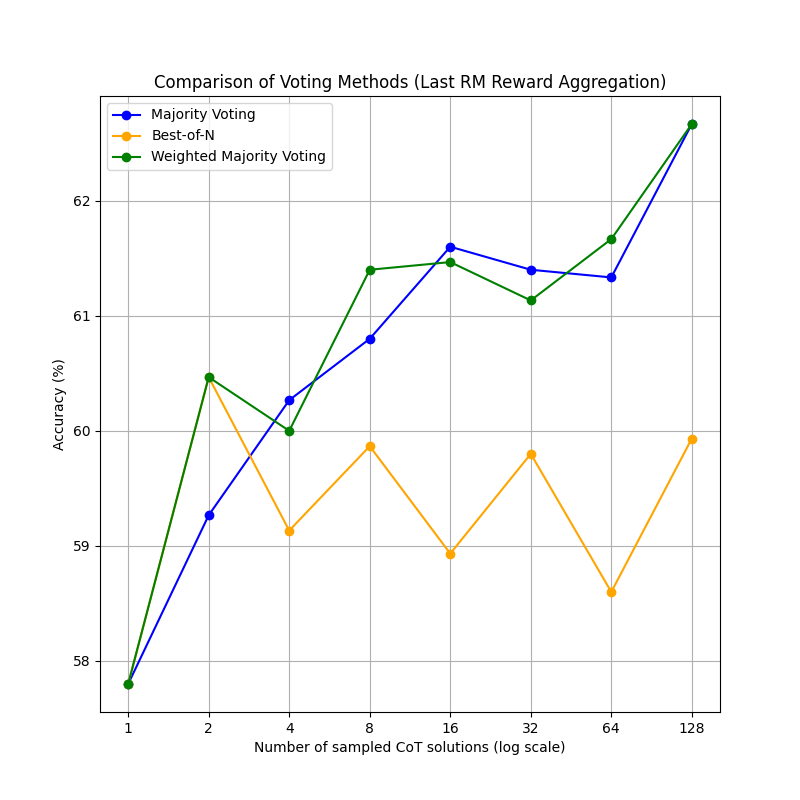 Comparison of Voting Methods (Last RM Reward Aggregation)
Majority Voting
Best-of-N
Weighted Majority Voting
Accuracy (%)
62
61
60
59
58
1 2 4 8 16 32 64 128
Number of sampled CoT solutions (log scale)